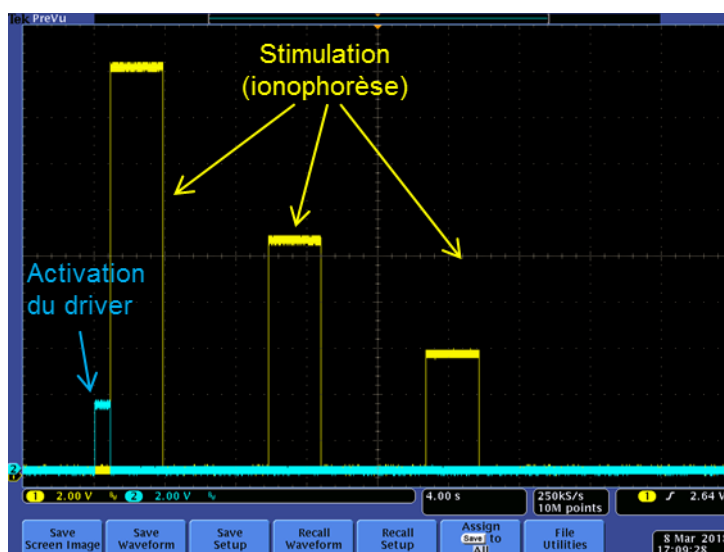 Tek PreVu
Stimulation
(ionophorèse)
Activation
du driver
2
1 2.00 V 2 2.00 V 4.00 s 250kS/s 1 2.64 V
10M points
Save Screen Image
Save Waveform
Save Setup
Recall Waveform
Recall Setup
Assign Save to All
File Utilities
8 Mar 201
17:09:28